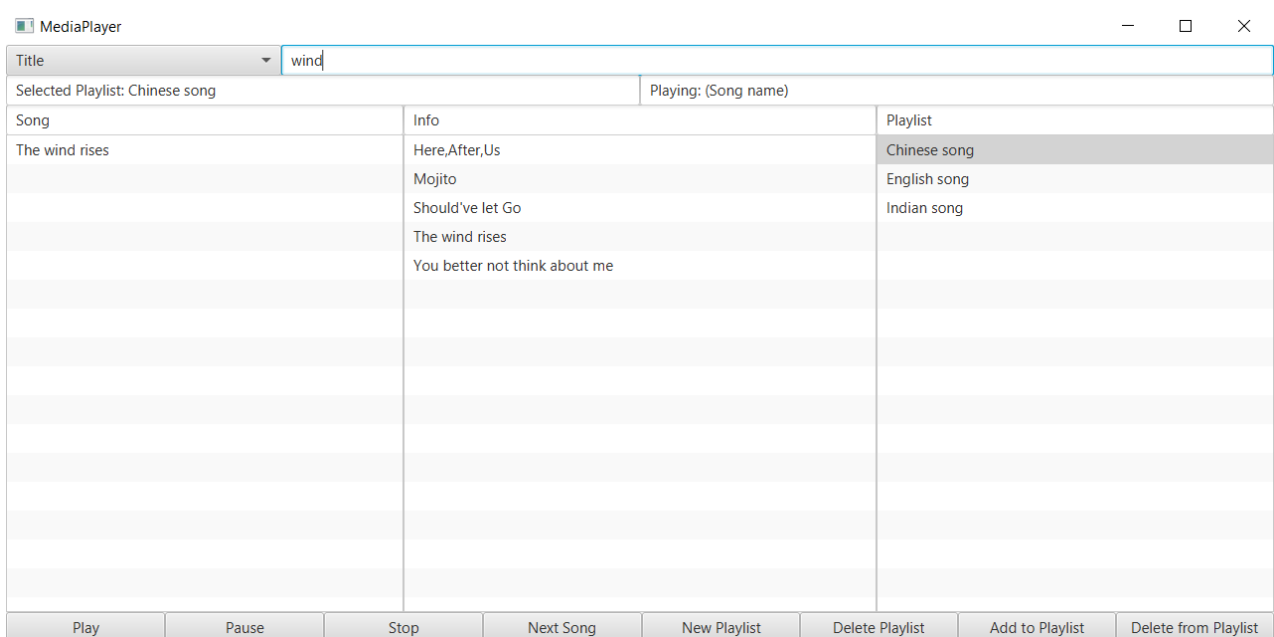 MediaPlayer
Title wind
Selected Playlist: Chinese song Playing: (Song name)
Song Info Playlist
The wind rises Here,After,Us Chinese song
Mojito English song
Should've let Go Indian song
The wind rises
You better not think about me
Play Pause Stop Next Song New Playlist Delete Playlist Add to Playlist Delete from Playlist